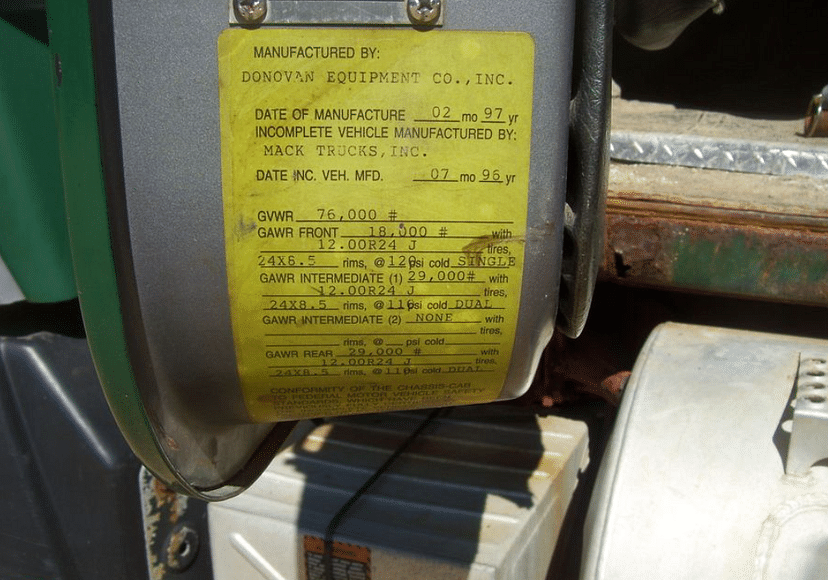 MANUFACTURED BY:
DONOVAN EQUIPMENT CO.,INC.
DATE OF MANUFACTURE 02 mo 97 yr
INCOMPLETE VEHICLE MANUFACTURED BY:
MACK TRUCKS,INC.
DATE INC. VEH. MFD. 07 mo 96 yr
GVWR 76,000 #
GAWR FRONT 18,000 # with
12.00R24 J tires,
24X8.5 rims, @ 120 psi cold SINGLE
GAWR INTERMEDIATE (1) 29,000# with
12.00R24 J tires,
24X8.5 rims, @ 110 psi cold DUAL
GAWR INTERMEDIATE (2) NONE with
tires,
rims, @ psi cold
GAWR REAR 29,000 # with
12.00R24 J tires,
24X8.5 rims, @ 110 psi cold DUAL
CONFORMITY OF THE CHASSIS-CAB
TO FEDERAL MOTOR VEHICLE SAFETY
STANDARDS, WHICH HAVE BEEN